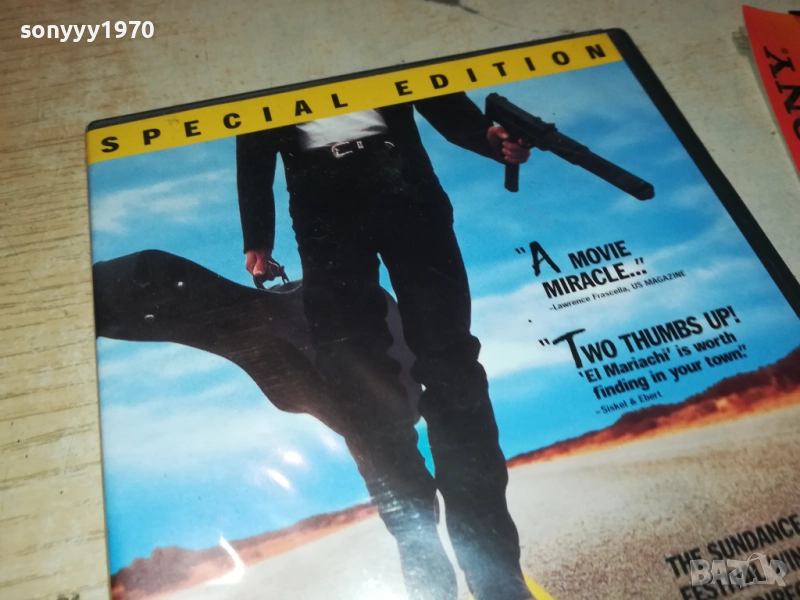 sonyyy1970
SPECIAL EDITION
"A MOVIE
MIRACLE..."
-Lawrence Frascella, US MAGAZINE
"TWO THUMBS UP!
'El Mariachi' is worth
finding in your town."
-Siskel & Ebert
THE SUNDANCE
BAZAR